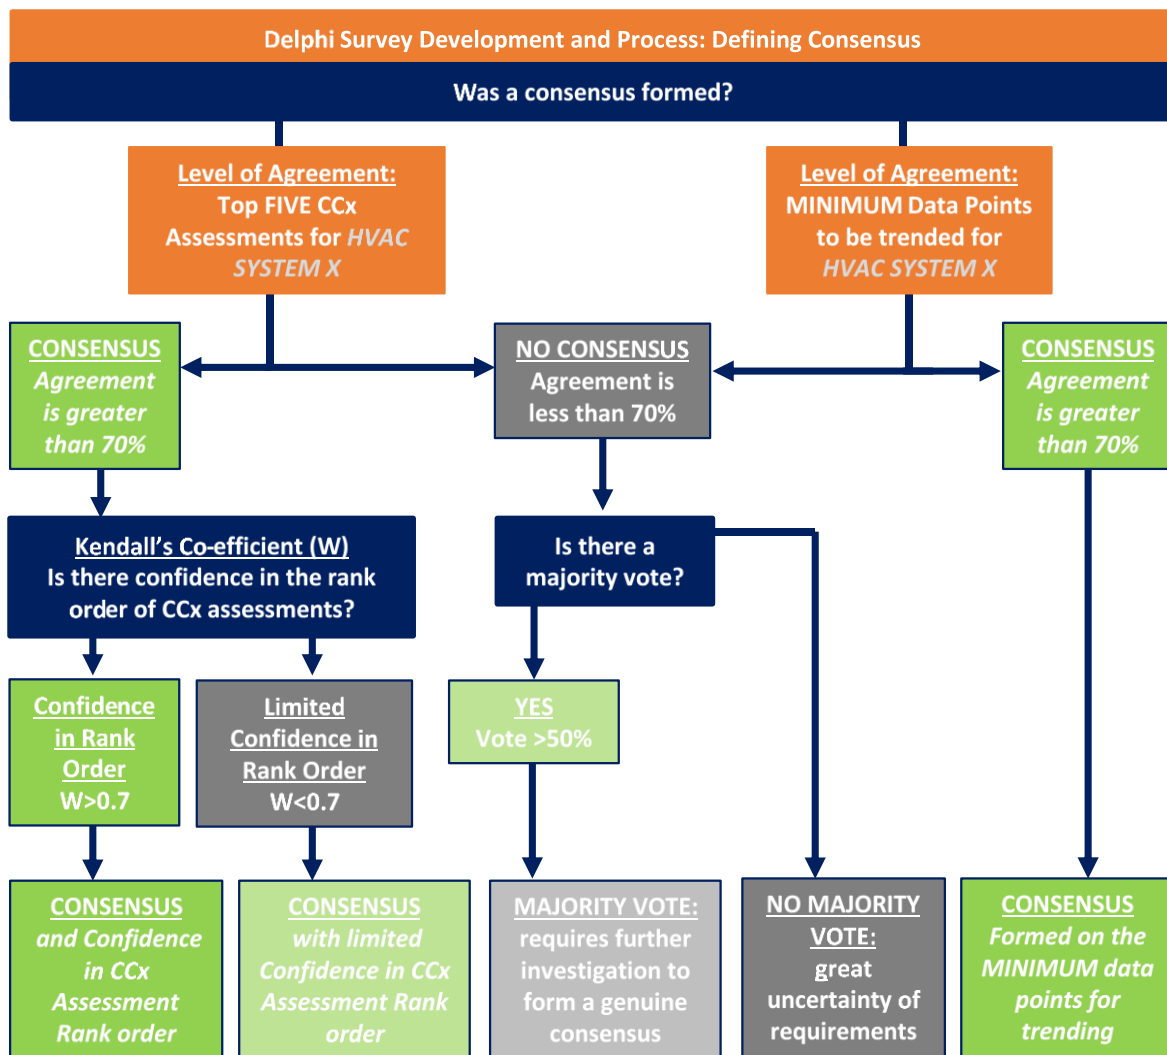 Delphi Survey Development and Process: Defining Consensus
Was a consensus formed?
Level of Agreement:
Top FIVE CCx
Assessments for HVAC
SYSTEM X
Level of Agreement:
MINIMUM Data Points
to be trended for
HVAC SYSTEM X
CONSENSUS
Agreement
is greater
than 70%
NO CONSENSUS
Agreement is
less than 70%
CONSENSUS
Agreement
is greater
than 70%
Kendall’s Co-efficient (W)
Is there confidence in the rank
order of CCx assessments?
Is there a
majority vote?
Confidence
in Rank
Order
W>0.7
Limited
Confidence in
Rank Order
W<0.7
YES
Vote >50%
CONSENSUS
and Confidence
in CCx
Assessment
Rank order
CONSENSUS
with limited
Confidence in CCx
Assessment Rank
order
MAJORITY VOTE:
requires further
investigation to
form a genuine
consensus
NO MAJORITY
VOTE:
great
uncertainty of
requirements
CONSENSUS
Formed on the
MINIMUM data
points for
trending